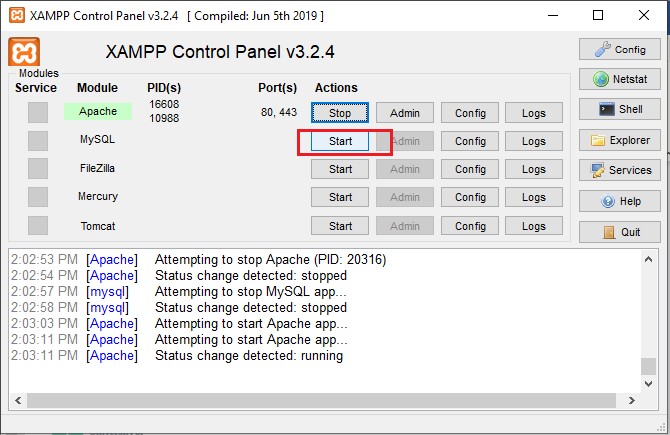 XAMPP Control Panel v3.2.4 [ Compiled: Jun 5th 2019 ]
XAMPP Control Panel v3.2.4
Config
Modules
Service Module PID(s) Port(s) Actions
Netstat
Apache 16608 10988 80, 443 Stop Admin Config Logs
Shell
MySQL Start Admin Config Logs
Explorer
FileZilla Start Admin Config Logs
Services
Mercury Start Admin Config Logs
Help
Tomcat Start Admin Config Logs
Quit
2:02:53 PM [Apache] Attempting to stop Apache (PID: 20316)
2:02:54 PM [Apache] Status change detected: stopped
2:02:57 PM [mysql] Attempting to stop MySQL app...
2:02:58 PM [mysql] Status change detected: stopped
2:03:03 PM [Apache] Attempting to start Apache app...
2:03:11 PM [Apache] Attempting to start Apache app...
2:03:11 PM [Apache] Status change detected: running